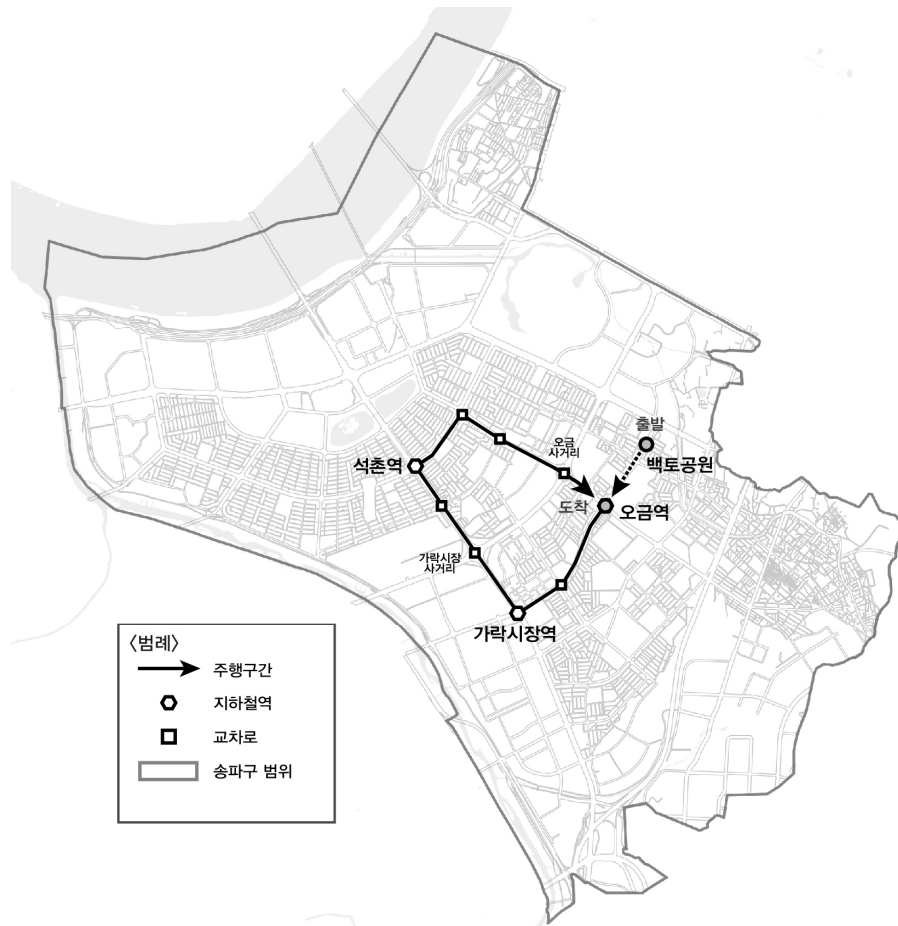 출발
백토공원
오금
사거리
석촌역
도착
오금역
가락시장
사거리
가락시장역
〈범례〉
주행구간
지하철역
교차로
송파구 범위